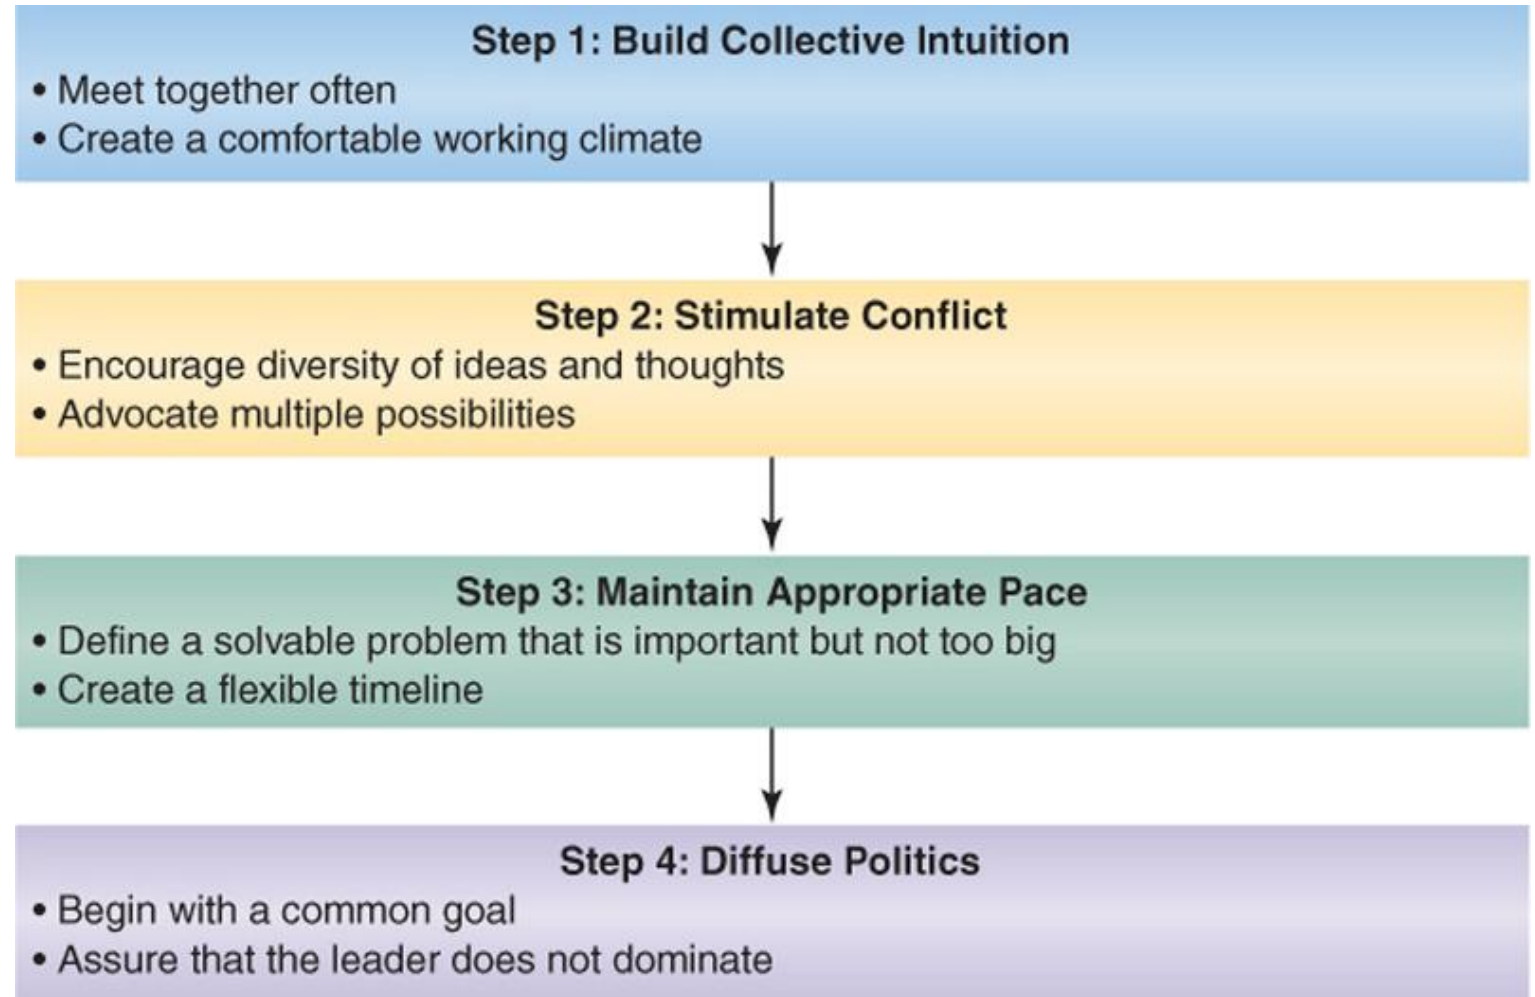 Step 1: Build Collective Intuition
• Meet together often
• Create a comfortable working climate
Step 2: Stimulate Conflict
• Encourage diversity of ideas and thoughts
• Advocate multiple possibilities
Step 3: Maintain Appropriate Pace
• Define a solvable problem that is important but not too big
• Create a flexible timeline
Step 4: Diffuse Politics
• Begin with a common goal
• Assure that the leader does not dominate